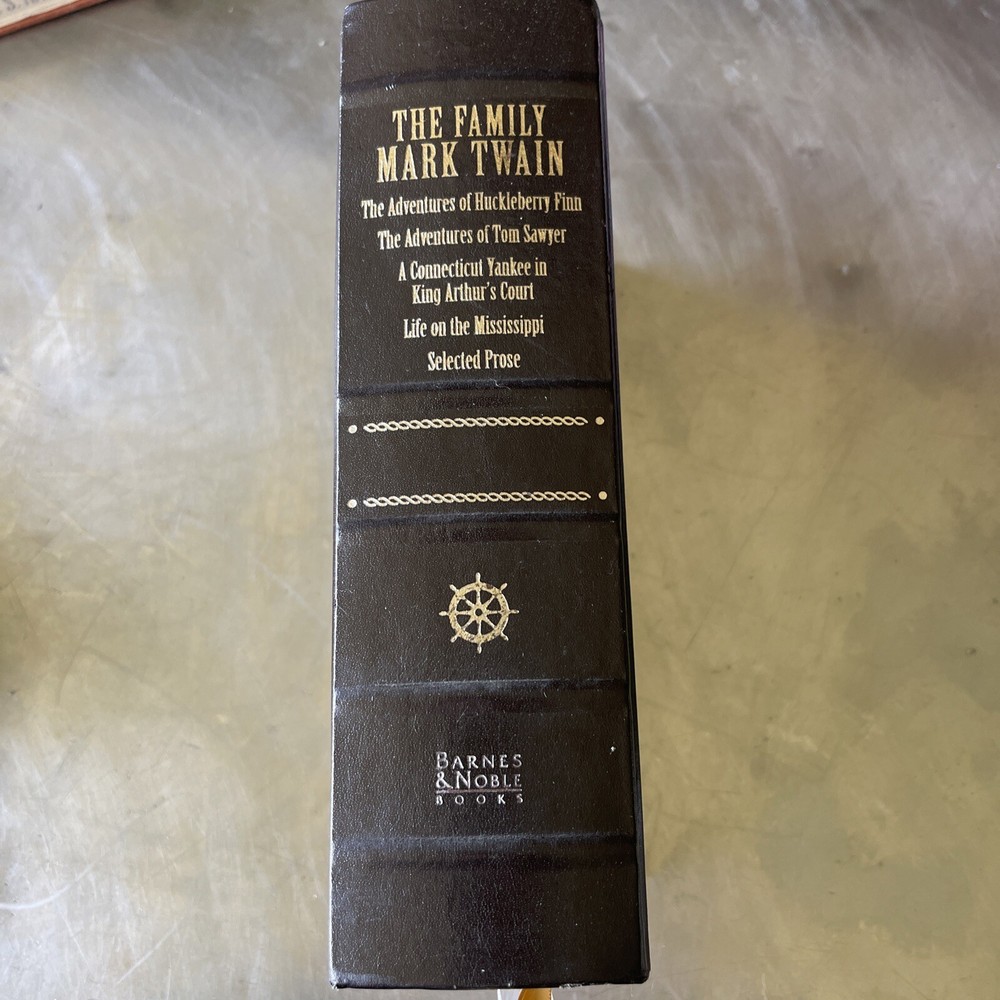 THE FAMILY
MARK TWAIN
The Adventures of Huckleberry Finn
The Adventures of Tom Sawyer
A Connecticut Yankee in
King Arthur's Court
Life on the Mississippi
Selected Prose
BARNES
&NOBLE
BOOKS